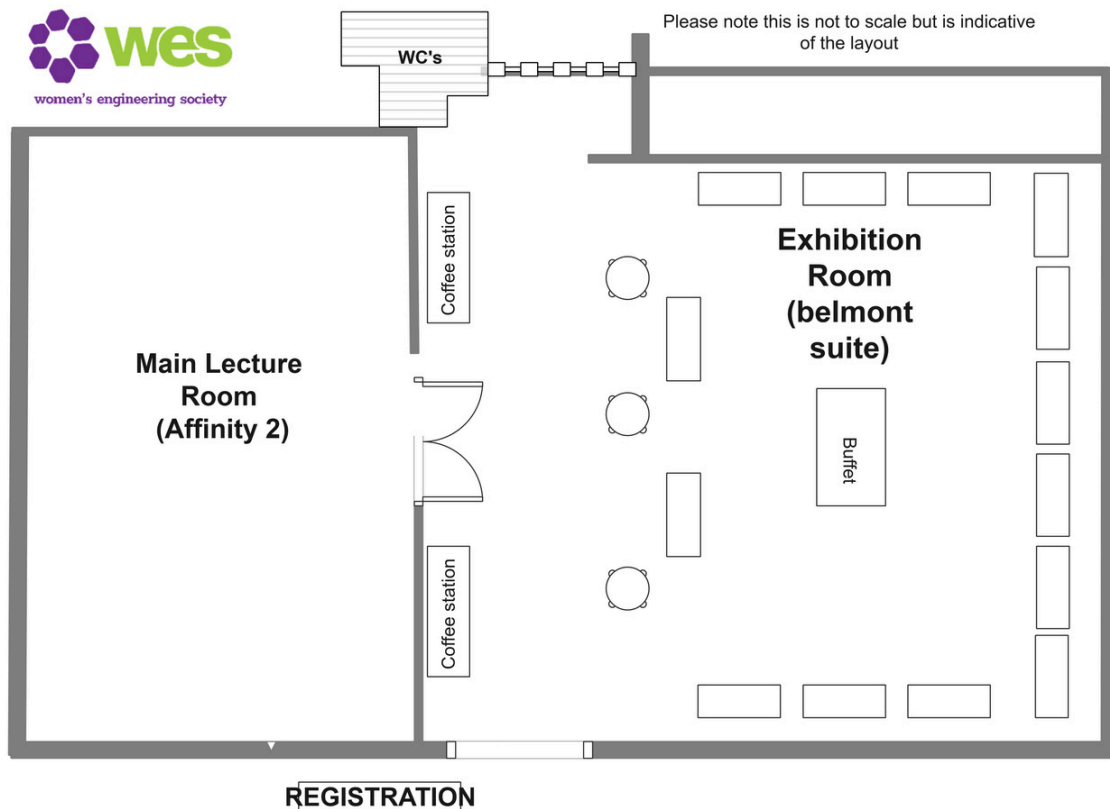 wes
women's engineering society
Please note this is not to scale but is indicative
of the layout
WC's
Coffee station
Exhibition
Room
(belmont
suite)
Main Lecture
Room
(Affinity 2)
Buffet
Coffee station
REGISTRATION